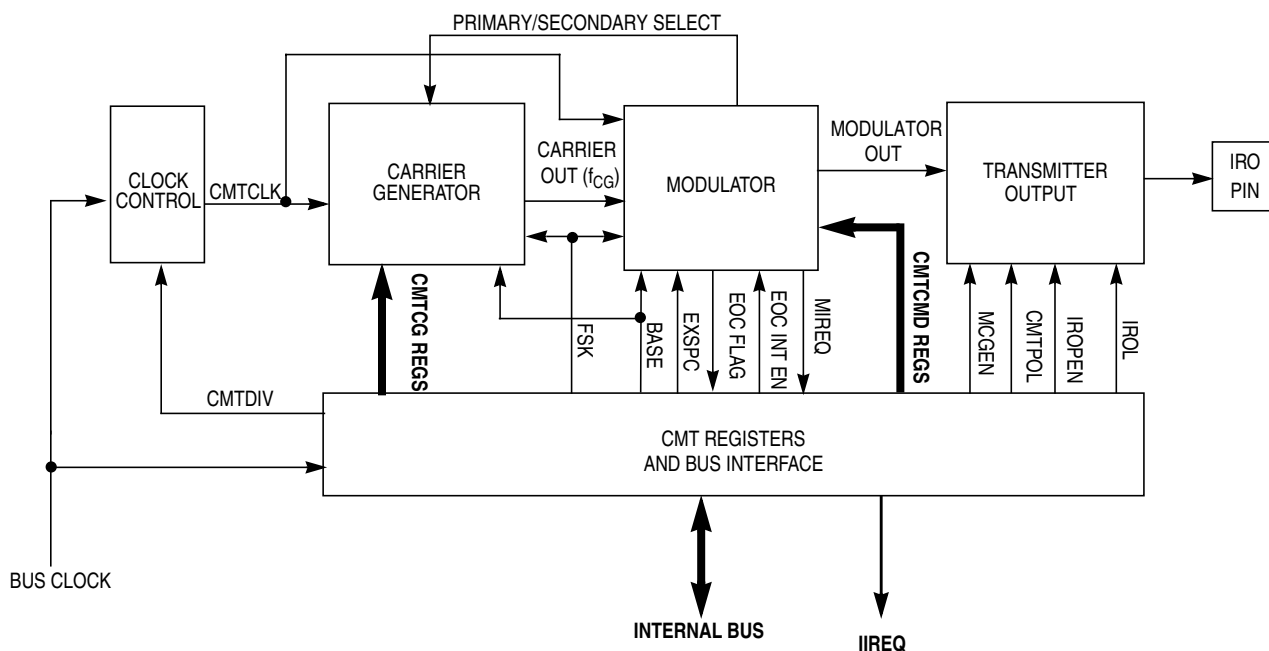 PRIMARY/SECONDARY SELECT
CLOCK
CONTROL
CMTCLK
CARRIER
GENERATOR
CARRIER
OUT (fCG)
MODULATOR
MODULATOR
OUT
TRANSMITTER
OUTPUT
IRO
PIN
CMTCG REGS
FSK
BASE
EXSPC
EOC FLAG
EOC INT EN
MIREQ
CMTCMD REGS
MCGEN
CMTPOL
IROPEN
IROL
CMTDIV
CMT REGISTERS
AND BUS INTERFACE
BUS CLOCK
INTERNAL BUS
IIREQ